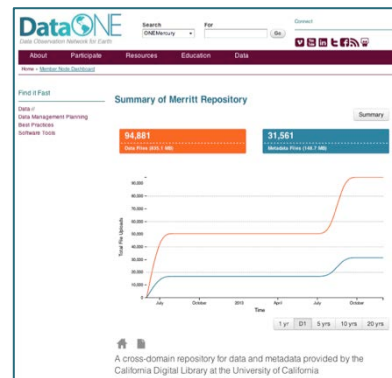 DataONE
Data Observation Network for Earth
Search
ONEMercury
For
Go
Connect
About
Participate
Resources
Education
Data
Home » Member Node Dashboard
Find it Fast
Data
Data Management Planning
Best Practices
Software Tools
Summary of Merritt Repository
Summary
94,881
31,561
90,000
80,000
70,000
60,000
50,000
40,000
30,000
20,000
10,000
0,000
Total File Uploads
July
October
2013
April
July
October
Time
1 yr
D1
5 yrs
10 yrs
20 yrs
A cross-domain repository for data and metadata provided by the
California Digital Library at the University of California